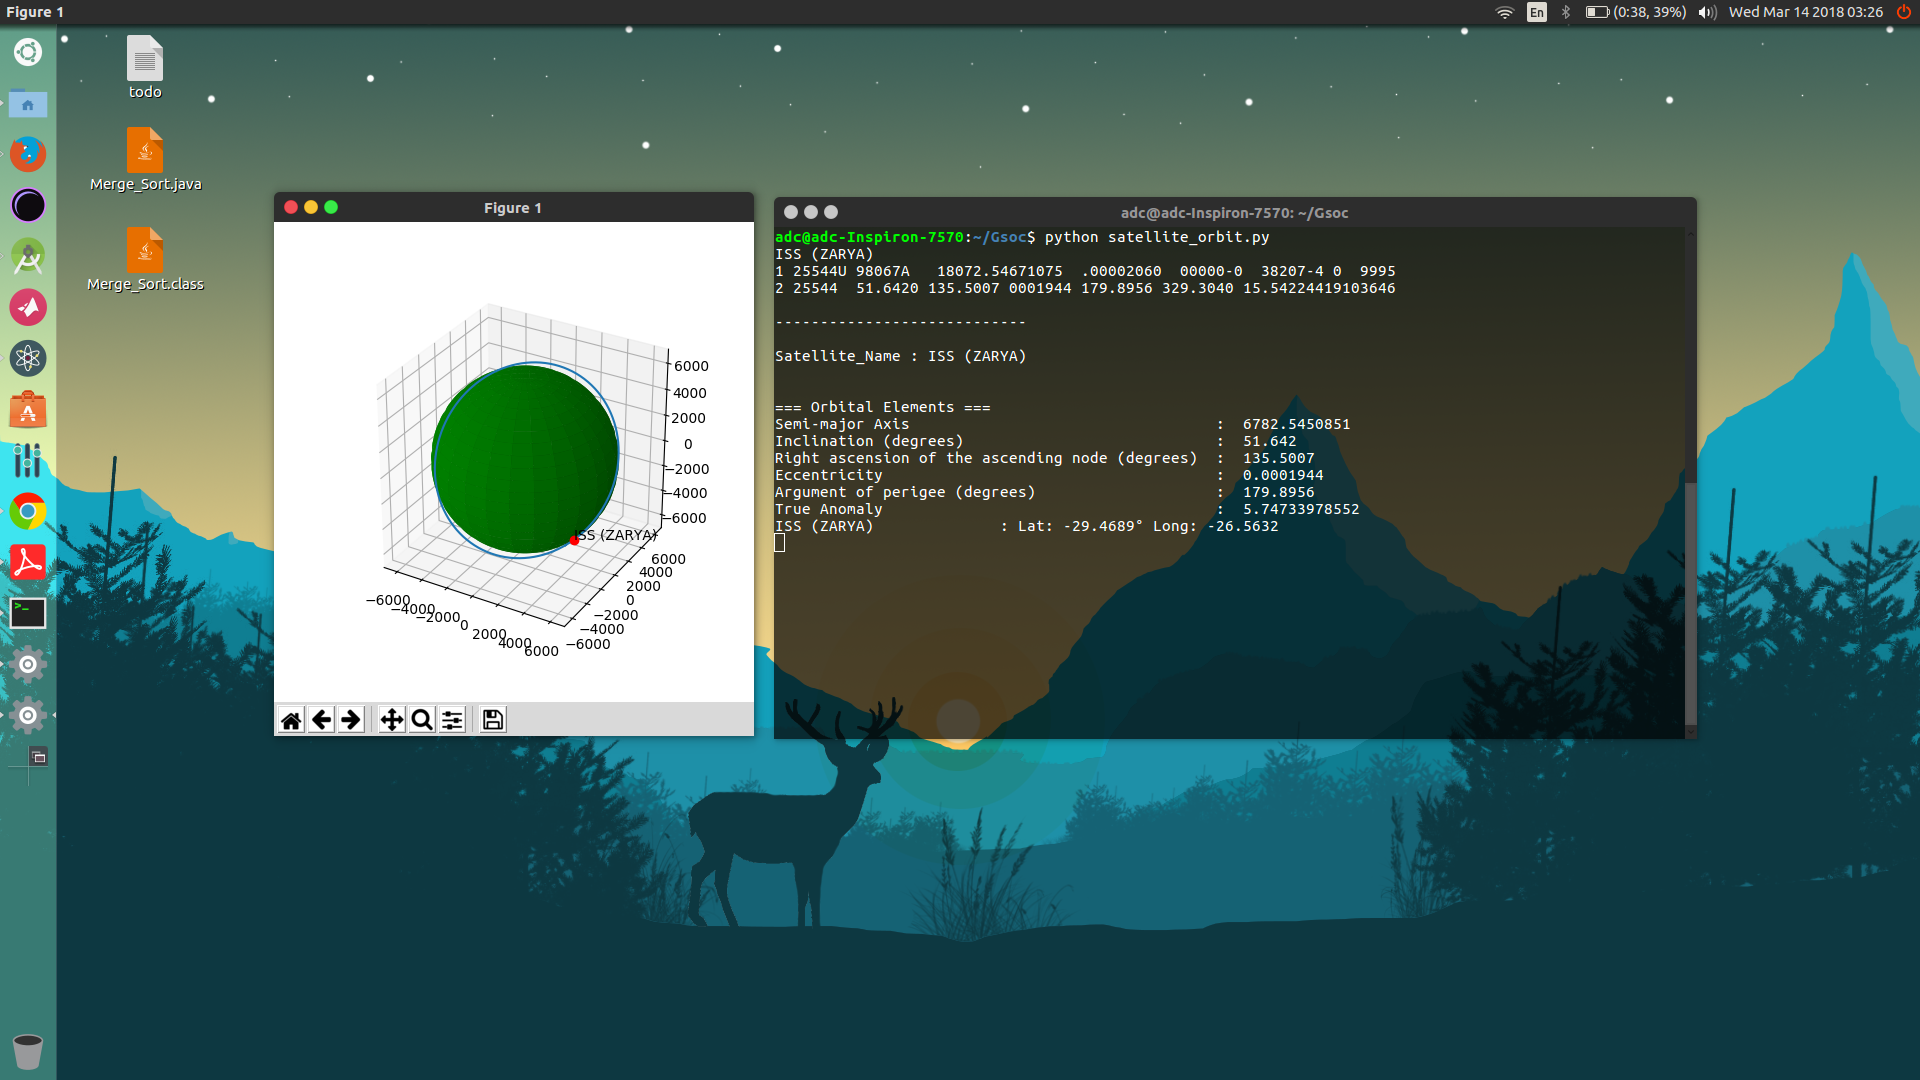 Figure 1
En
(0:38, 39%)
Wed Mar 14 2018 03:26
todo
Merge_Sort.java
Merge_Sort.class
Figure 1
6000
4000
2000
0
−2000
−4000
−6000
ISS (ZARYA)
6000
4000
2000
0
−2000
−4000
−6000
−6000
−4000
−2000
0
2000
4000
6000
adc@adc-Inspiron-7570: ~/Gsoc
adc@adc-Inspiron-7570:~/Gsoc$ python satellite_orbit.py
ISS (ZARYA)
1 25544U 98067A   18072.54671075  .00002060  00000-0  38207-4 0  9995
2 25544  51.6420 135.5007 0001944 179.8956 329.3040 15.54224419103646
----------------------------
Satellite_Name : ISS (ZARYA)
=== Orbital Elements ===
Semi-major Axis                                  :  6782.5450851
Inclination (degrees)                            :  51.642
Right ascension of the ascending node (degrees)  :  135.5007
Eccentricity                                     :  0.0001944
Argument of perigee (degrees)                    :  179.8956
True Anomaly                                     :  5.74733978552
ISS (ZARYA)              : Lat: -29.4689° Long: -26.5632